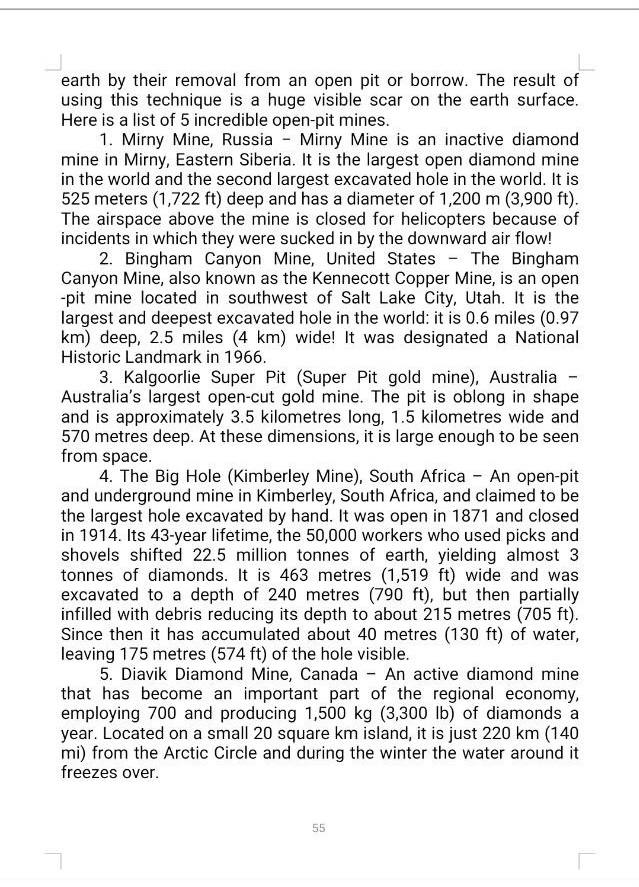 earth by their removal from an open pit or borrow. The result of
using this technique is a huge visible scar on the earth surface.
Here is a list of 5 incredible open-pit mines.
1. Mirny Mine, Russia – Mirny Mine is an inactive diamond
mine in Mirny, Eastern Siberia. It is the largest open diamond mine
in the world and the second largest excavated hole in the world. It is
525 meters (1,722 ft) deep and has a diameter of 1,200 m (3,900 ft).
The airspace above the mine is closed for helicopters because of
incidents in which they were sucked in by the downward air flow!
2. Bingham Canyon Mine, United States – The Bingham
Canyon Mine, also known as the Kennecott Copper Mine, is an open
-pit mine located in southwest of Salt Lake City, Utah. It is the
largest and deepest excavated hole in the world: it is 0.6 miles (0.97
km) deep, 2.5 miles (4 km) wide! It was designated a National
Historic Landmark in 1966.
3. Kalgoorlie Super Pit (Super Pit gold mine), Australia –
Australia's largest open-cut gold mine. The pit is oblong in shape
and is approximately 3.5 kilometres long, 1.5 kilometres wide and
570 metres deep. At these dimensions, it is large enough to be seen
from space.
4. The Big Hole (Kimberley Mine), South Africa – An open-pit
and underground mine in Kimberley, South Africa, and claimed to be
the largest hole excavated by hand. It was open in 1871 and closed
in 1914. Its 43-year lifetime, the 50,000 workers who used picks and
shovels shifted 22.5 million tonnes of earth, yielding almost 3
tonnes of diamonds. It is 463 metres (1,519 ft) wide and was
excavated to a depth of 240 metres (790 ft), but then partially
infilled with debris reducing its depth to about 215 metres (705 ft).
Since then it has accumulated about 40 metres (130 ft) of water,
leaving 175 metres (574 ft) of the hole visible.
5. Diavik Diamond Mine, Canada – An active diamond mine
that has become an important part of the regional economy,
employing 700 and producing 1,500 kg (3,300 lb) of diamonds a
year. Located on a small 20 square km island, it is just 220 km (140
mi) from the Arctic Circle and during the winter the water around it
freezes over.
55